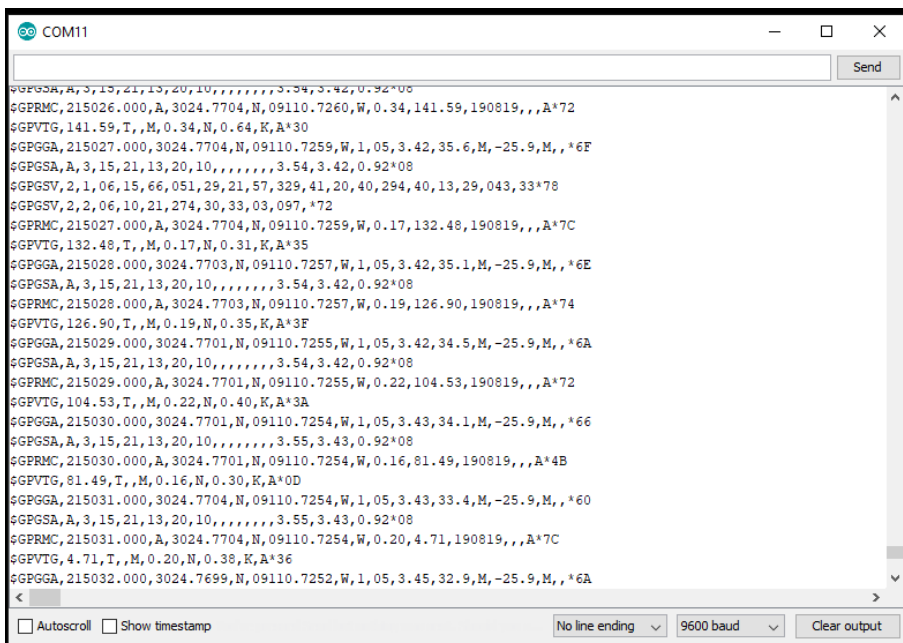 COM11
Send
$GPGSA,A,3,15,21,13,20,10,,,,,,,,3.54,3.42,0.92*08
$GPRMC,215026.000,A,3024.7704,N,09110.7260,W,0.34,141.59,190819,,,A*72
$GPVTG,141.59,T,,M,0.34,N,0.64,K,A*30
$GPGGA,215027.000,3024.7704,N,09110.7259,W,1,05,3.42,35.6,M,-25.9,M,,*6F
$GPGSA,A,3,15,21,13,20,10,,,,,,,,3.54,3.42,0.92*08
$GPGSV,2,1,06,15,66,051,29,21,57,329,41,20,40,294,40,13,29,043,33*78
$GPGSV,2,2,06,10,21,274,30,33,03,097,*72
$GPRMC,215027.000,A,3024.7704,N,09110.7259,W,0.17,132.48,190819,,,A*7C
$GPVTG,132.48,T,,M,0.17,N,0.31,K,A*35
$GPGGA,215028.000,3024.7703,N,09110.7257,W,1,05,3.42,35.1,M,-25.9,M,,*6E
$GPGSA,A,3,15,21,13,20,10,,,,,,,,3.54,3.42,0.92*08
$GPRMC,215028.000,A,3024.7703,N,09110.7257,W,0.19,126.90,190819,,,A*74
$GPVTG,126.90,T,,M,0.19,N,0.35,K,A*3F
$GPGGA,215029.000,3024.7701,N,09110.7255,W,1,05,3.42,34.5,M,-25.9,M,,*6A
$GPGSA,A,3,15,21,13,20,10,,,,,,,,3.54,3.42,0.92*08
$GPRMC,215029.000,A,3024.7701,N,09110.7255,W,0.22,104.53,190819,,,A*72
$GPVTG,104.53,T,,M,0.22,N,0.40,K,A*3A
$GPGGA,215030.000,3024.7701,N,09110.7254,W,1,05,3.43,34.1,M,-25.9,M,,*66
$GPGSA,A,3,15,21,13,20,10,,,,,,,,3.55,3.43,0.92*08
$GPRMC,215030.000,A,3024.7701,N,09110.7254,W,0.16,81.49,190819,,,A*4B
$GPVTG,81.49,T,,M,0.16,N,0.30,K,A*0D
$GPGGA,215031.000,3024.7704,N,09110.7254,W,1,05,3.43,33.4,M,-25.9,M,,*60
$GPGSA,A,3,15,21,13,20,10,,,,,,,,3.55,3.43,0.92*08
$GPRMC,215031.000,A,3024.7704,N,09110.7254,W,0.20,4.71,190819,,,A*7C
$GPVTG,4.71,T,,M,0.20,N,0.38,K,A*36
$GPGGA,215032.000,3024.7699,N,09110.7252,W,1,05,3.45,32.9,M,-25.9,M,,*6A
Autoscroll Show timestamp No line ending 9600 baud Clear output